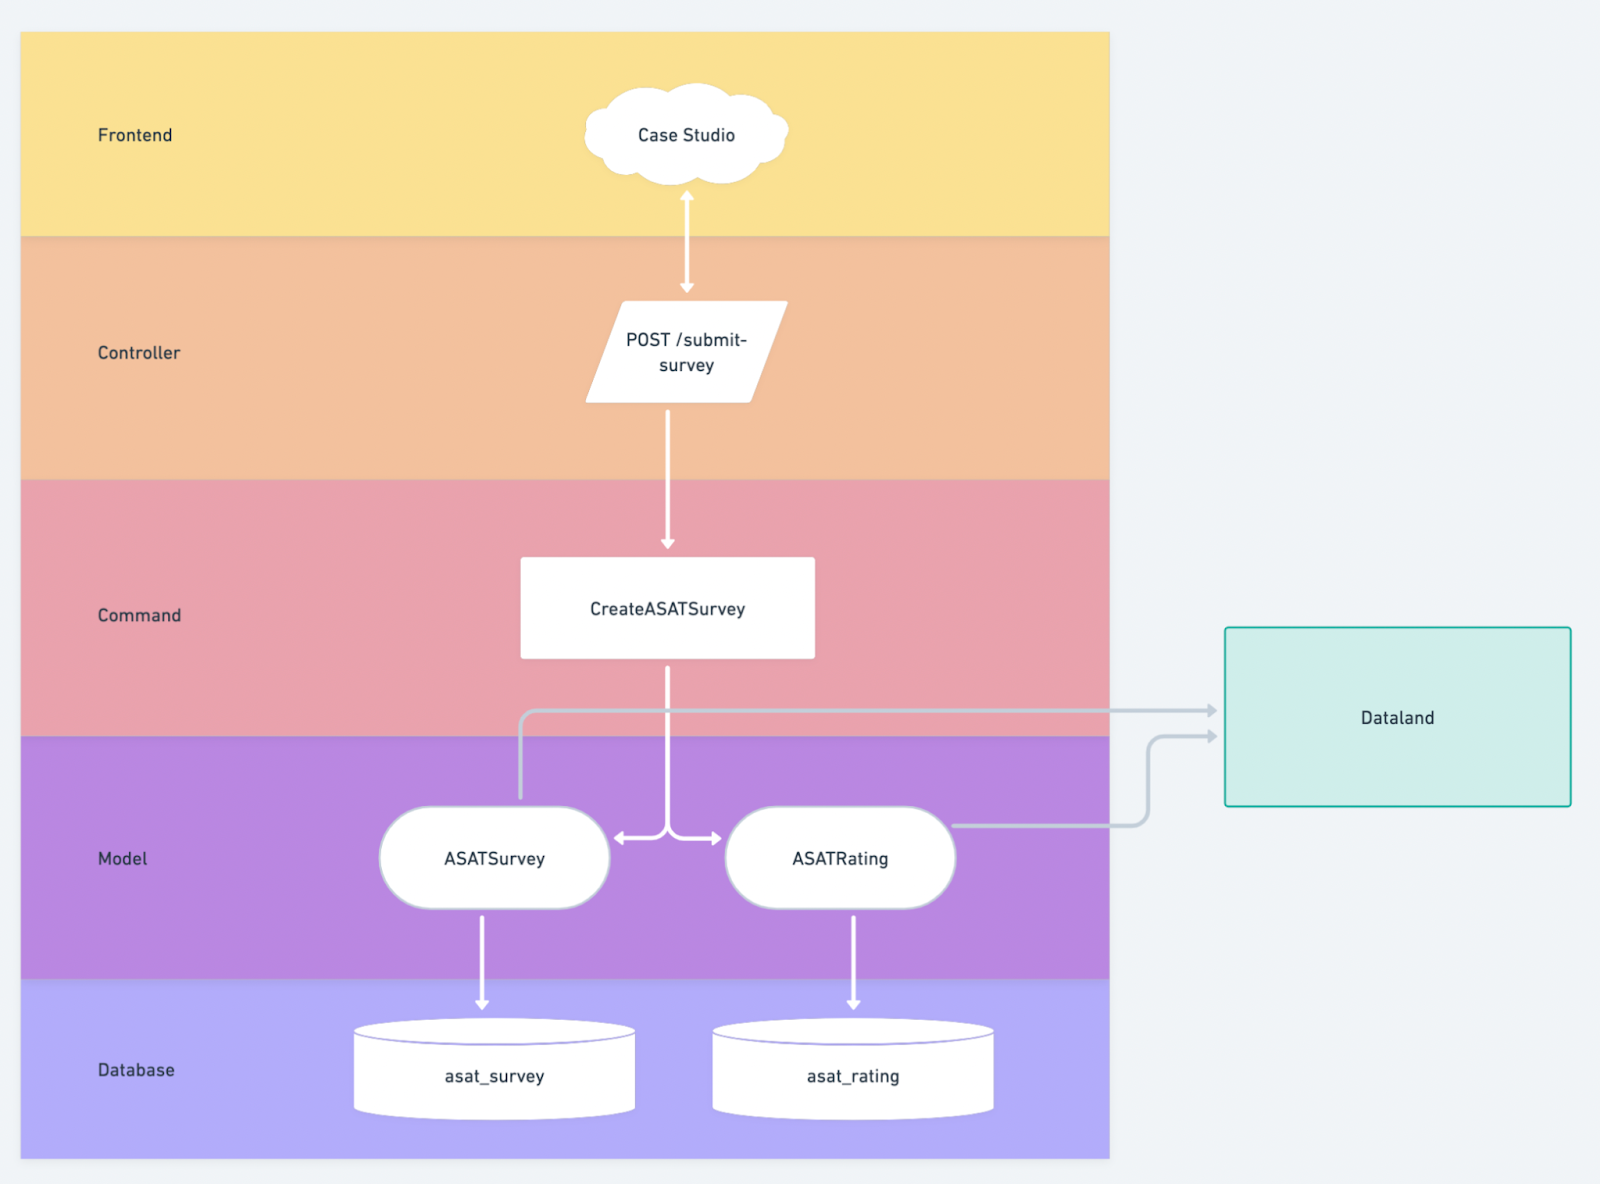 Frontend
Case Studio
Controller
POST /submit-
survey
Command
CreateASATSurvey
Dataland
Model
ASATSurvey
ASATRating
Database
asat_survey
asat_rating